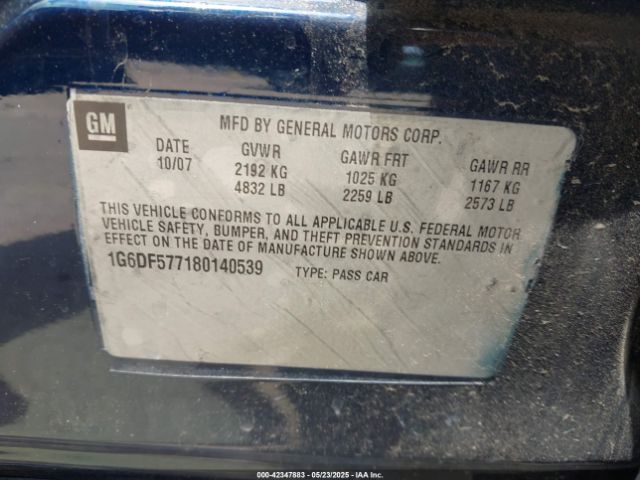 GM
MFD BY GENERAL MOTORS CORP.
DATE GVWR GAWR FRT GAWR RR
10/07 2192 KG 1025 KG 1167 KG
4832 LB 2259 LB 2573 LB
THIS VEHICLE CONFORMS TO ALL APPLICABLE U.S. FEDERAL MOTOR
VEHICLE SAFETY, BUMPER, AND THEFT PREVENTION STANDARDS IN
EFFECT ON THE DATE OF MANUFACTURE SHOWN ABOVE.
1G6DF577180140539 TYPE: PASS CAR
© 00-42347883 - 05/23/2025 - IAA Inc.